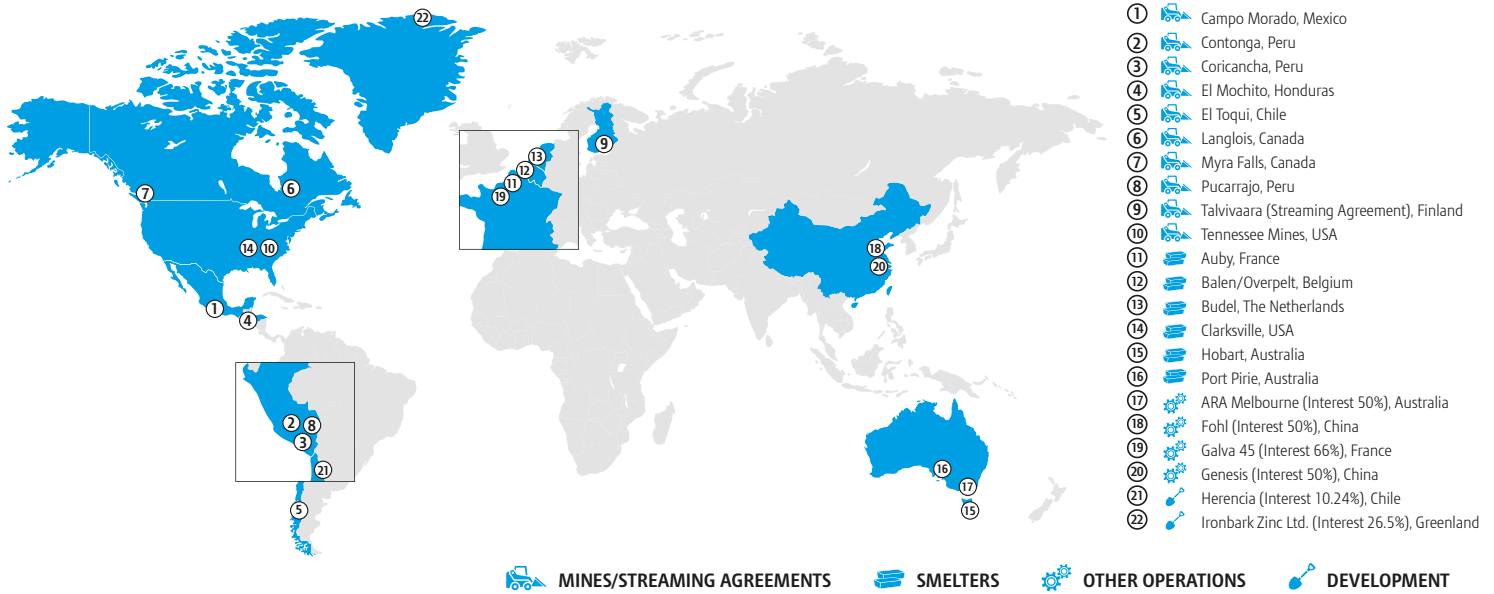 22
9
13
12
11
19
7
6
14 10
1
4
18
20
2
8
3
21
5
16
17
15
1 Campo Morado, Mexico
2 Contonga, Peru
3 Coricancha, Peru
4 El Mochito, Honduras
5 El Toqui, Chile
6 Langlois, Canada
7 Myra Falls, Canada
8 Pucarrajo, Peru
9 Talvivaara (Streaming Agreement), Finland
10 Tennessee Mines, USA
11 Auby, France
12 Balen/Overpelt, Belgium
13 Budel, The Netherlands
14 Clarksville, USA
15 Hobart, Australia
16 Port Pirie, Australia
17 ARA Melbourne (Interest 50%), Australia
18 Fohl (Interest 50%), China
19 Galva 45 (Interest 66%), France
20 Genesis (Interest 50%), China
21 Herencia (Interest 10.24%), Chile
22 Ironbark Zinc Ltd. (Interest 26.5%), Greenland
MINES/STREAMING AGREEMENTS SMELTERS OTHER OPERATIONS DEVELOPMENT